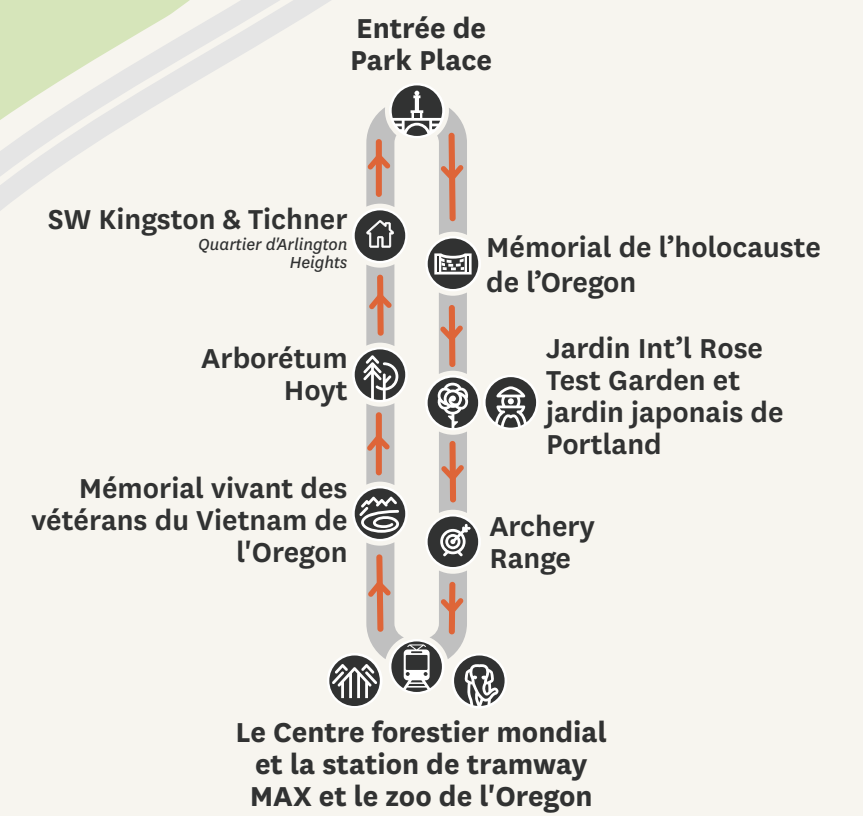 Entrée de
Park Place
SW Kingston & Tichner
Quartier d'Arlington
Heights
Mémorial de l’holocauste
de l’Oregon
Arborétum
Hoyt
Jardin Int’l Rose
Test Garden et
jardin japonais de
Portland
Mémorial vivant des
vétérans du Vietnam de
l'Oregon
Archery
Range
Le Centre forestier mondial
et la station de tramway
MAX et le zoo de l'Oregon